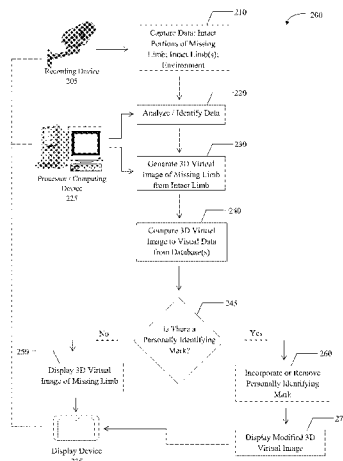 210
200
Capture Data: Intact
Portions of Missing
Limb; Intact Limb(s);
Environment
Recording Device
205
220
Analyze / Identify Data
230
Generate 3D Virtual
Image of Missing Limb
from Intact Limb
Processor / Computing
Device
225
240
Compare 3D Virtual
Image to Visual Data
from Database(s)
245
Is There a
Personally Identifying
Mark?
No
Yes
250
Display 3D Virtual
Image of Missing Limb
260
Incorporate or Remove
Personally Identifying
Mark
27
Display Modified 3D
Virtual Image
Display Device